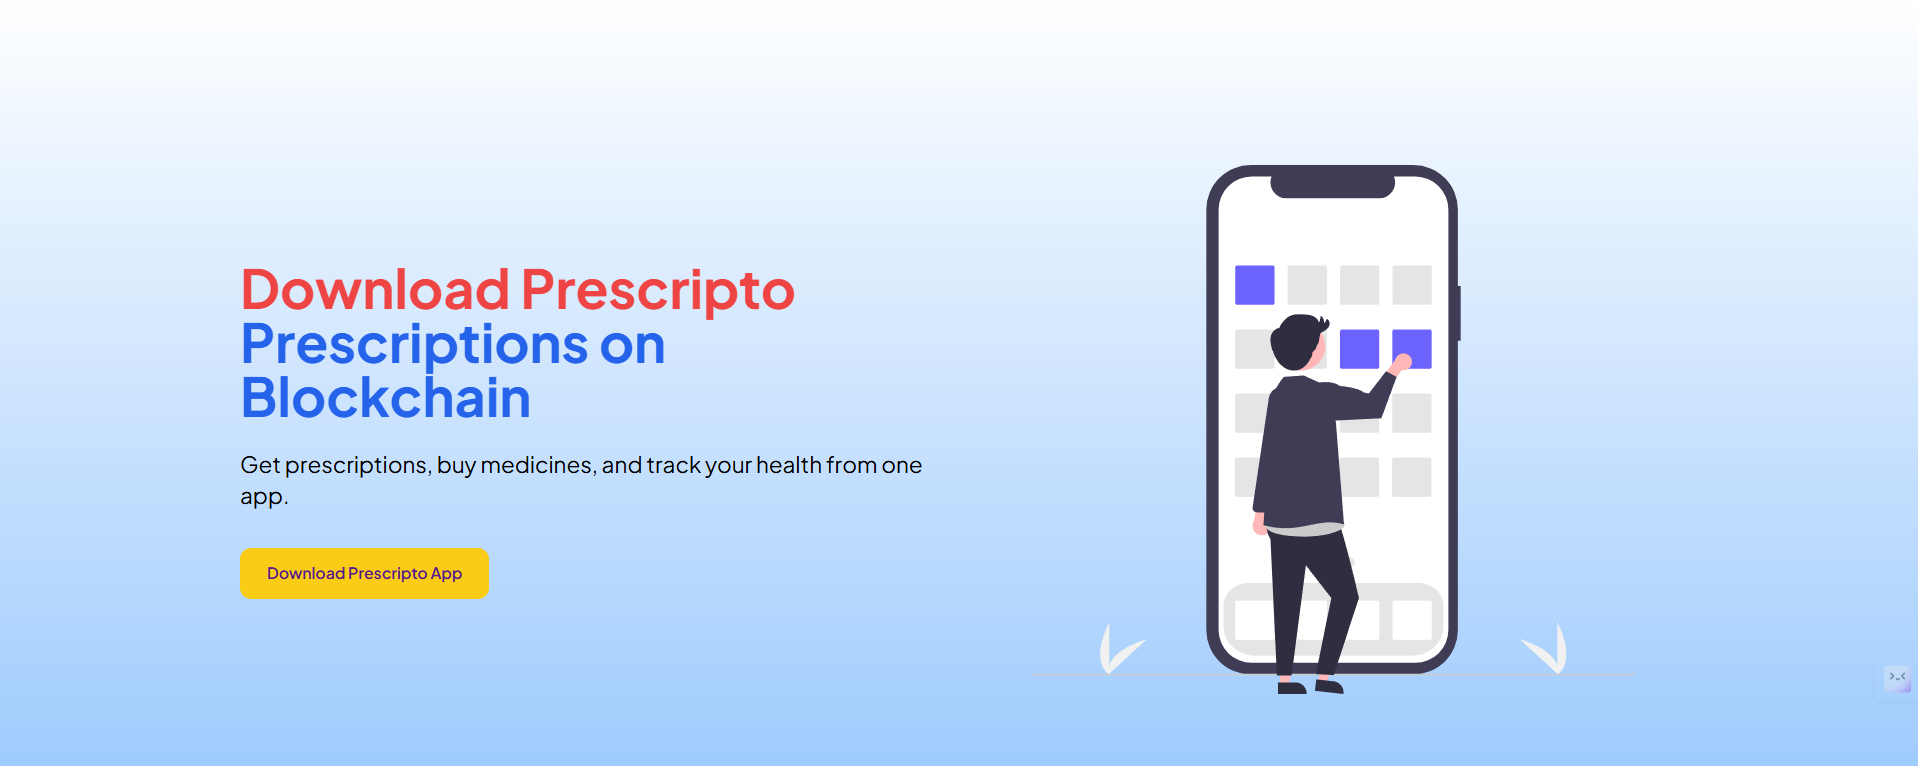 Download Prescripto
Prescriptions on
Blockchain
Get prescriptions, buy medicines, and track your health from one
app.
Download Prescripto App